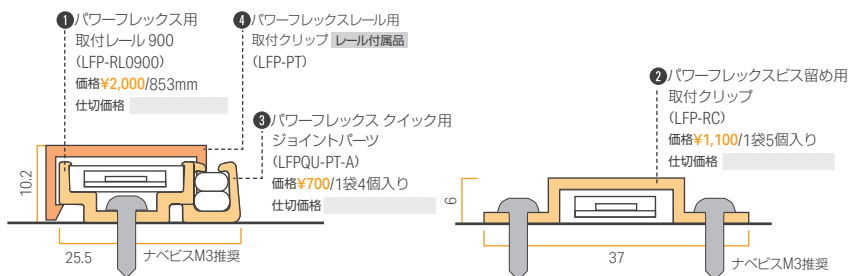 ❶パワーフレックス用
取付レール 900
(LFP-RL0900)
価格¥2,000/853mm
仕切価格
❹パワーフレックスレール用
取付クリップ レール付属品
(LFP-PT)
❸パワーフレックス クイック用
ジョイントパーツ
(LFPQU-PT-A)
価格¥700/1袋4個入り
仕切価格
10.2
25.5
ナベビスM3推奨
❷パワーフレックスビス留め用
取付クリップ
(LFP-RC)
価格¥1,100/1袋5個入り
仕切価格
6
37
ナベビスM3推奨